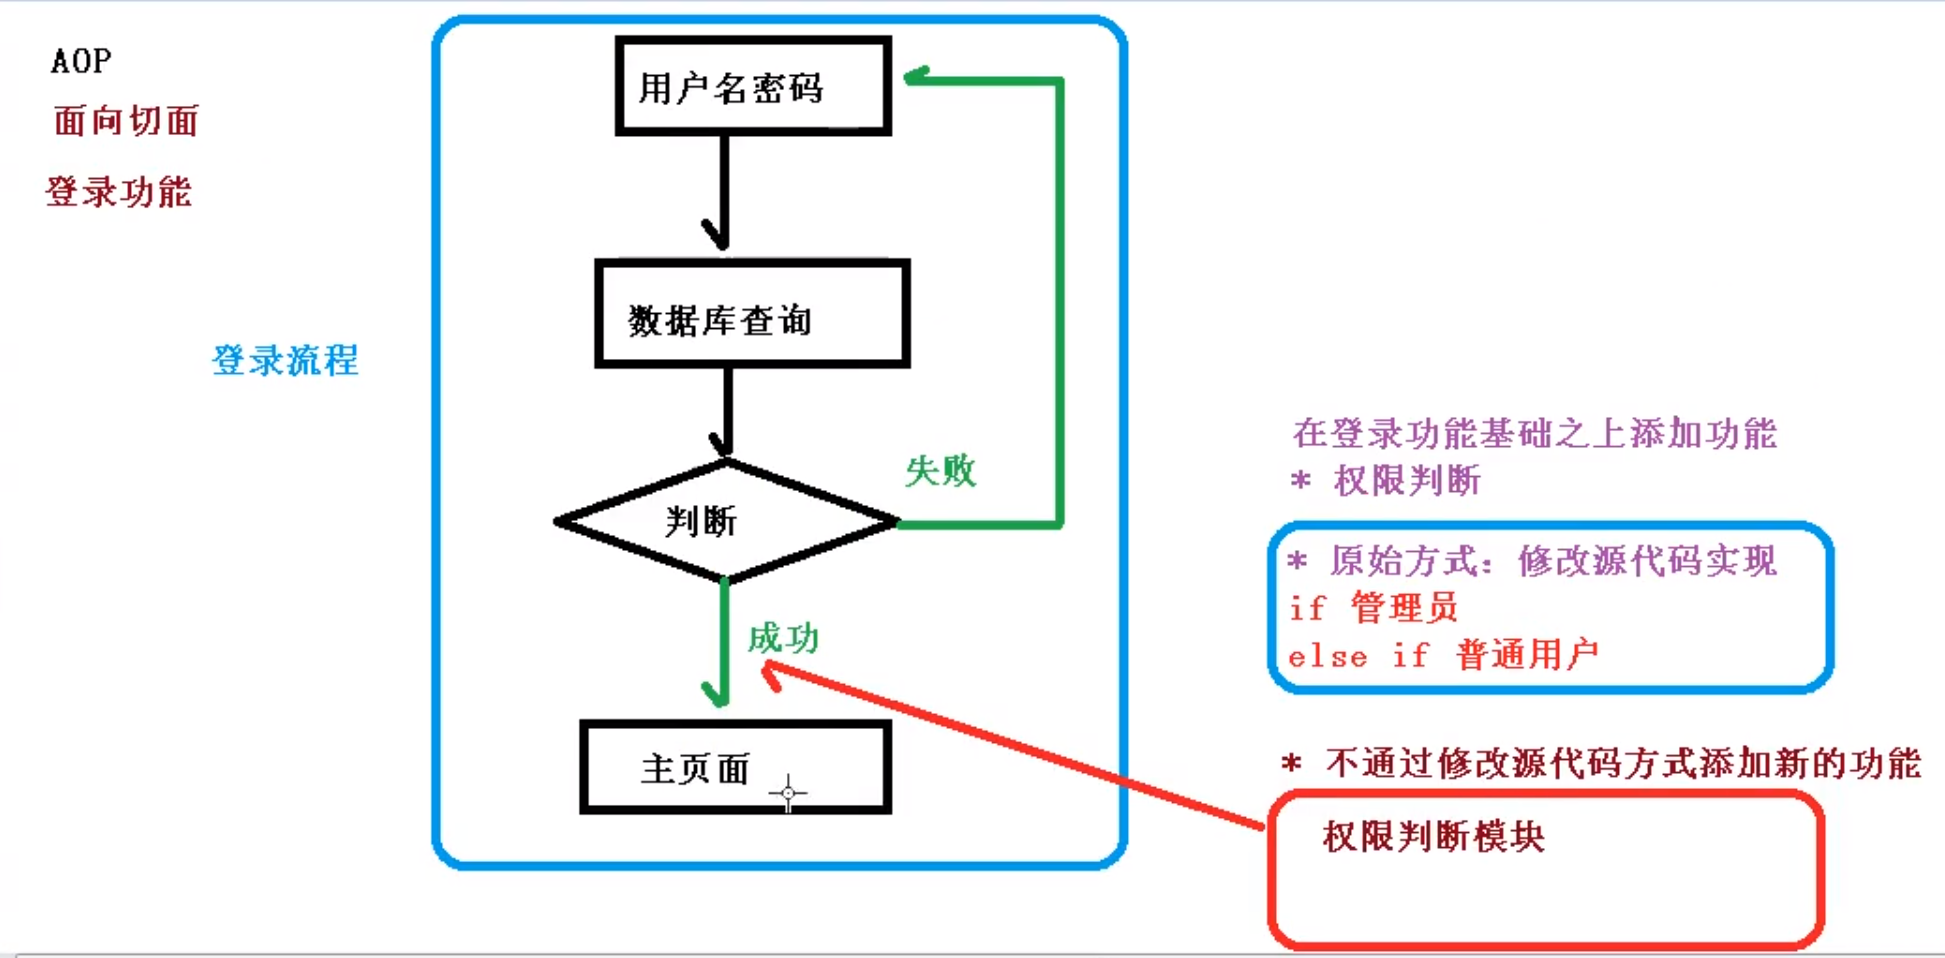 AOP
面向切面
登录功能
登录流程
用户名密码
数据库查询
判断
失败
成功
主页面
在登录功能基础之上添加功能
* 权限判断
* 原始方式：修改源代码实现
if 管理员
else if 普通用户
* 不通过修改源代码方式添加新的功能
权限判断模块